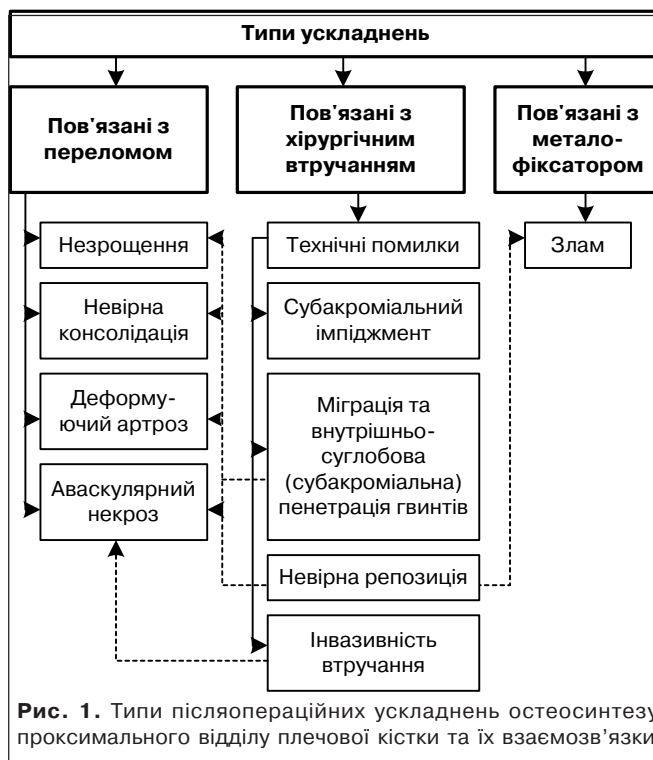 Типи ускладнень
Пов'язані з
переломом
Пов'язані з
хірургічним
втручанням
Пов'язані з
метало-
фіксатором
Незрощення
Невірна
консолідація
Деформу-
ючий артроз
Аваскулярний
некроз
Технічні помилки
Субакроміальний
імпіджмент
Міграція та
внутрішньо-
суглобова
(субакроміальна)
пенетрація гвинтів
Невірна репозиція
Інвазивність
втручання
Злам
Рис. 1. Типи післяопераційних ускладнень остеосинтезу
проксимального відділу плечової кістки та їх взаємозв'язки